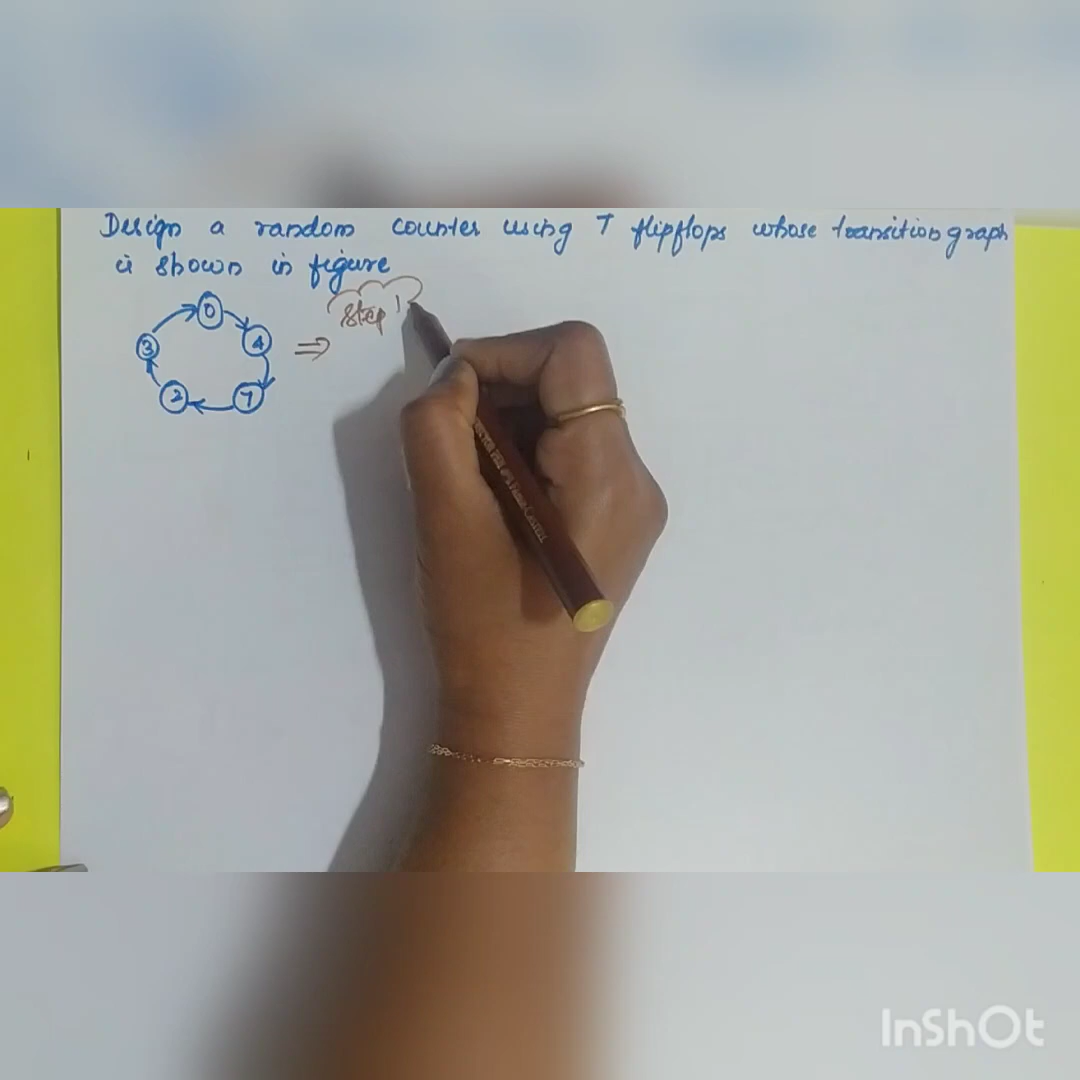 Design a random counter using T flipflops whose transition graph
is shown in figure
0
3
4
⇒
Step 1
2
7
InShOt